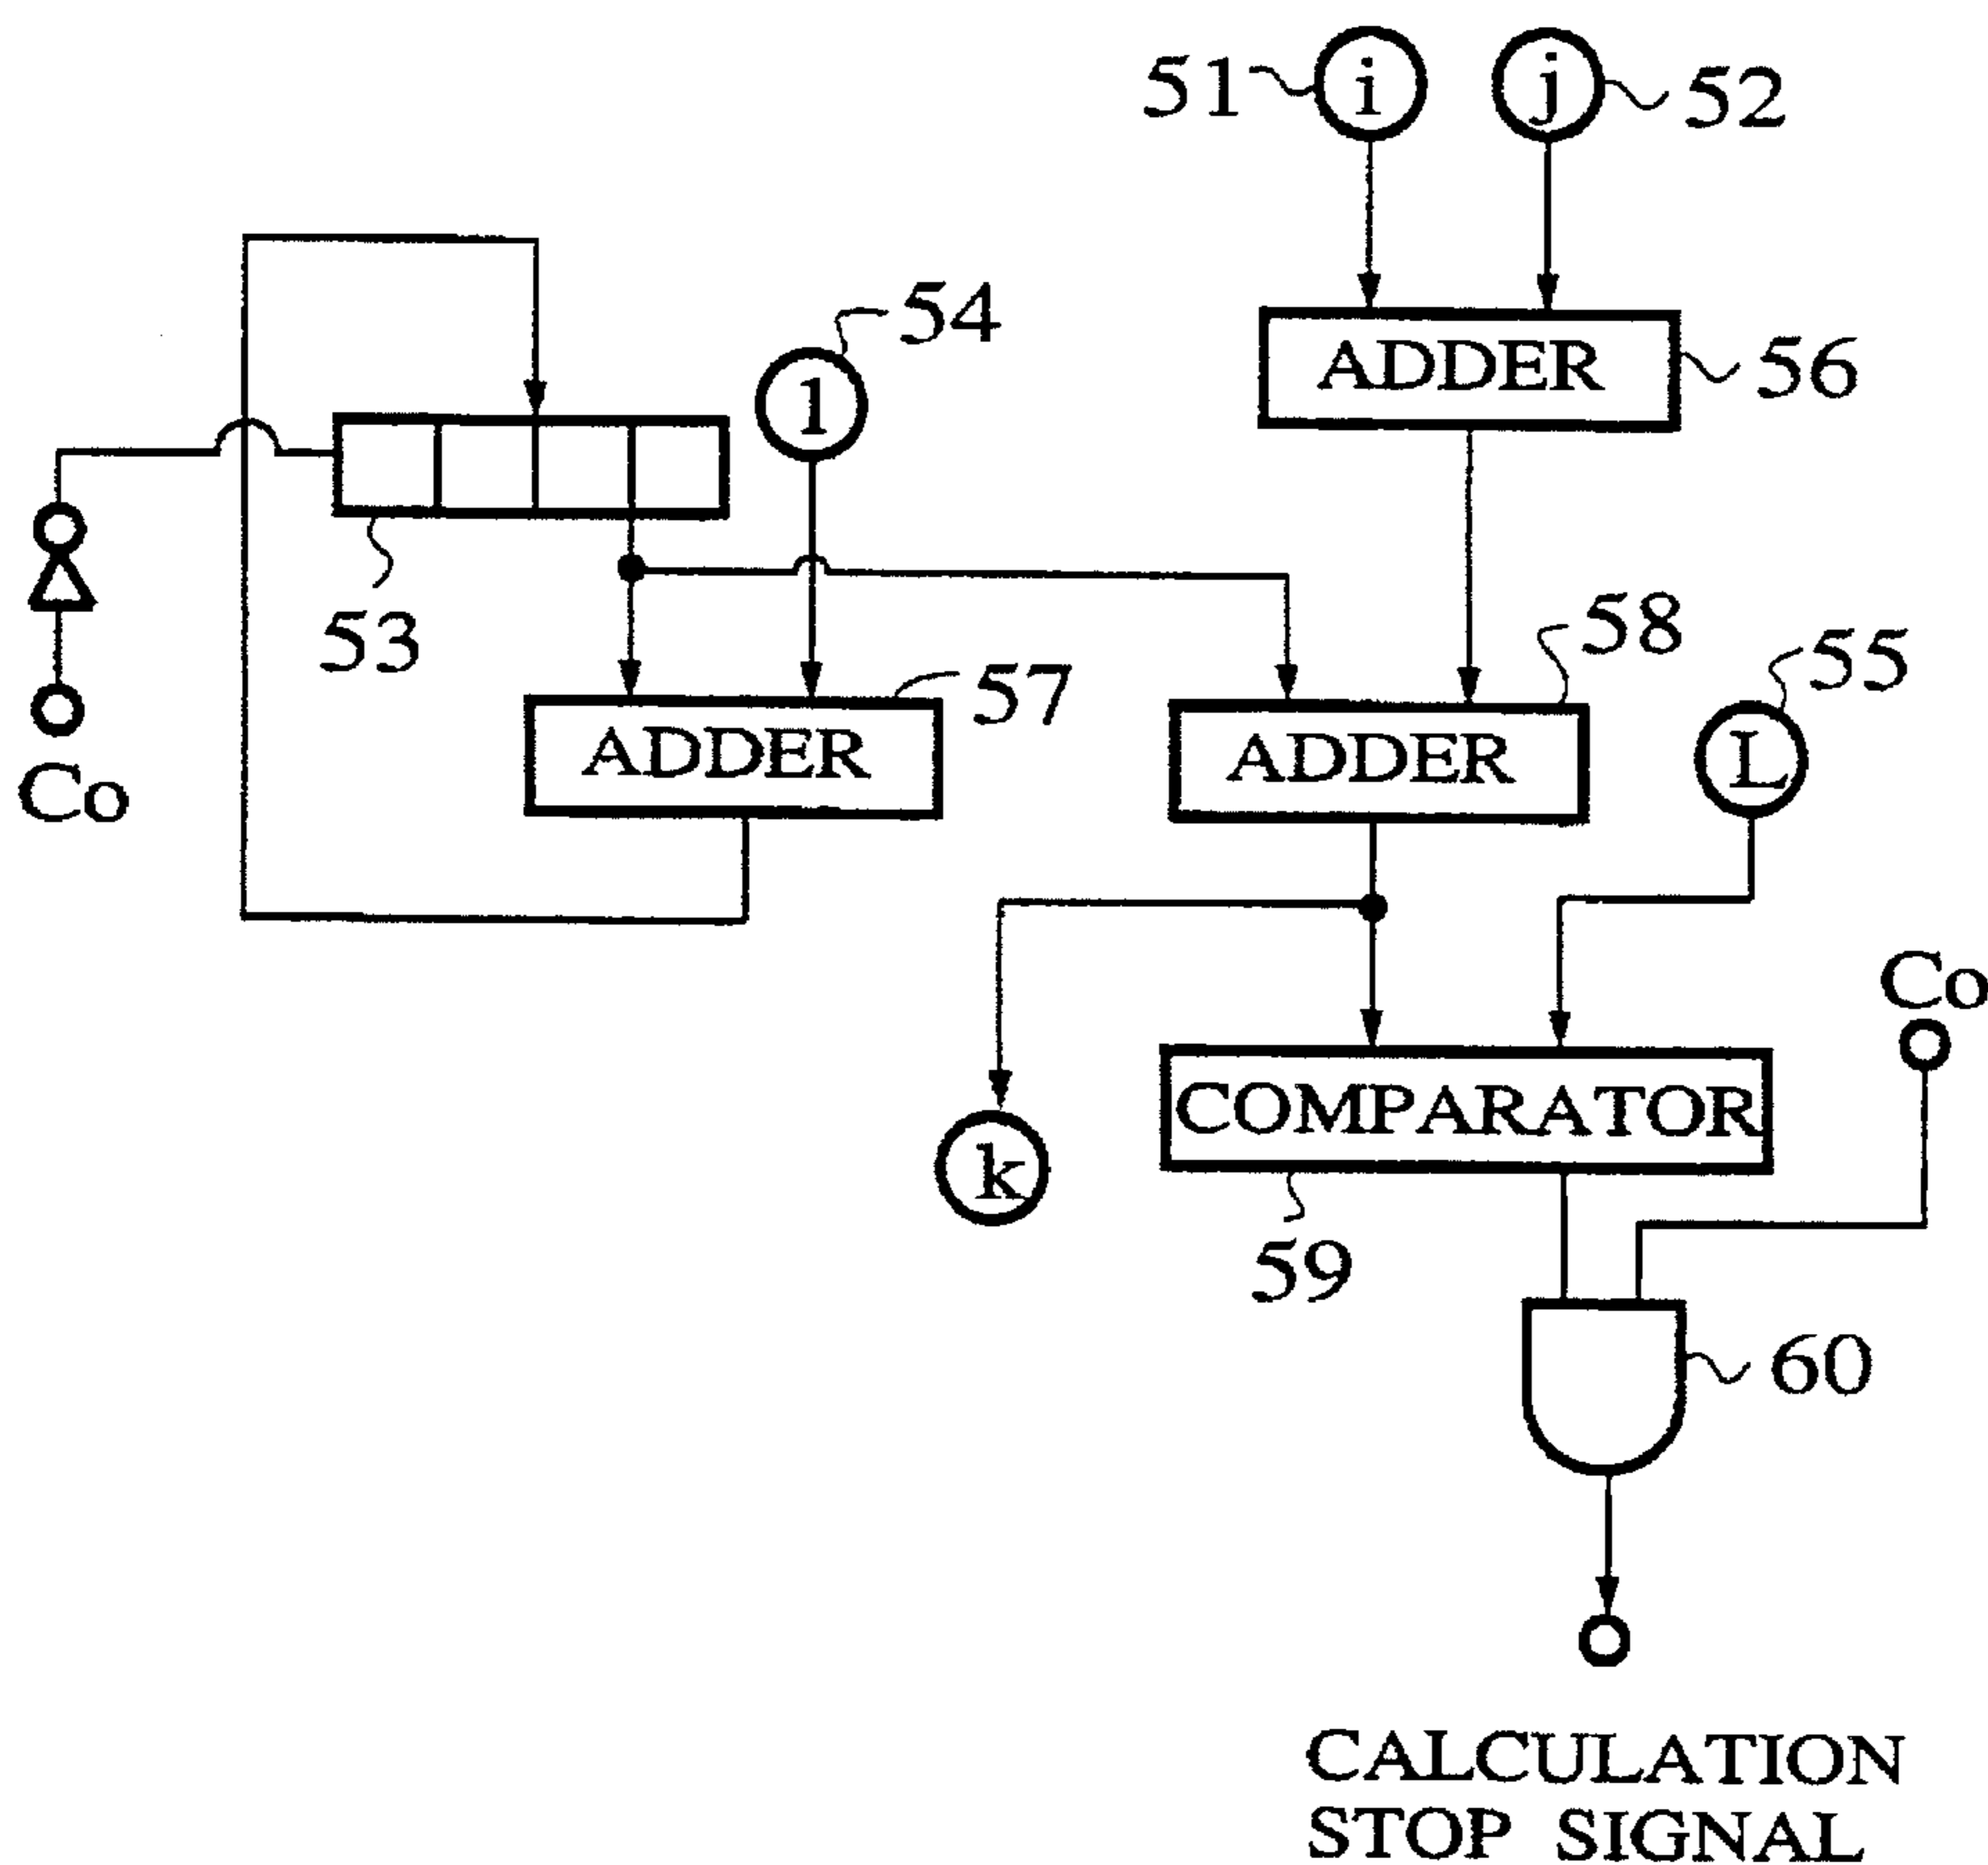 51 i j 52
54
ADDER 56
1
53 58 55
57
ADDER ADDER L
Co
Co
COMPARATOR
k
59
60
CALCULATION
STOP SIGNAL